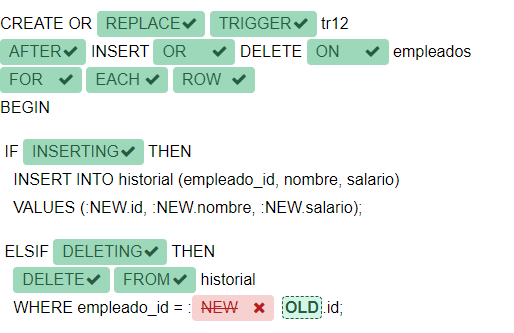 CREATE OR REPLACE✔ TRIGGER✔ tr12
AFTER✔ INSERT OR ✔ DELETE ON ✔ empleados
FOR ✔ EACH ✔ ROW ✔
BEGIN
IF INSERTING✔ THEN
INSERT INTO historial (empleado_id, nombre, salario)
VALUES (:NEW.id, :NEW.nombre, :NEW.salario);
ELSIF DELETING✔ THEN
DELETE✔ FROM✔ historial
WHERE empleado_id = : NEW ✖ OLD.id;